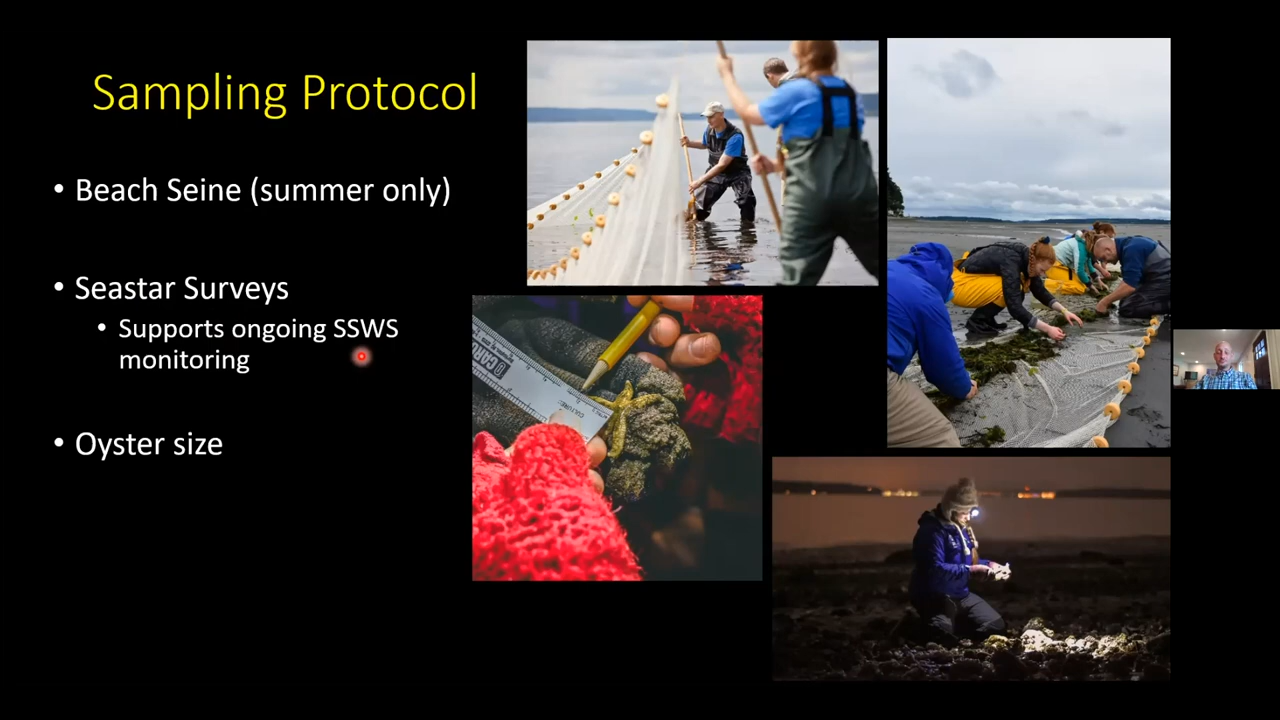 Sampling Protocol
• Beach Seine (summer only)
• Seastar Surveys
• Supports ongoing SSWS
monitoring
• Oyster size